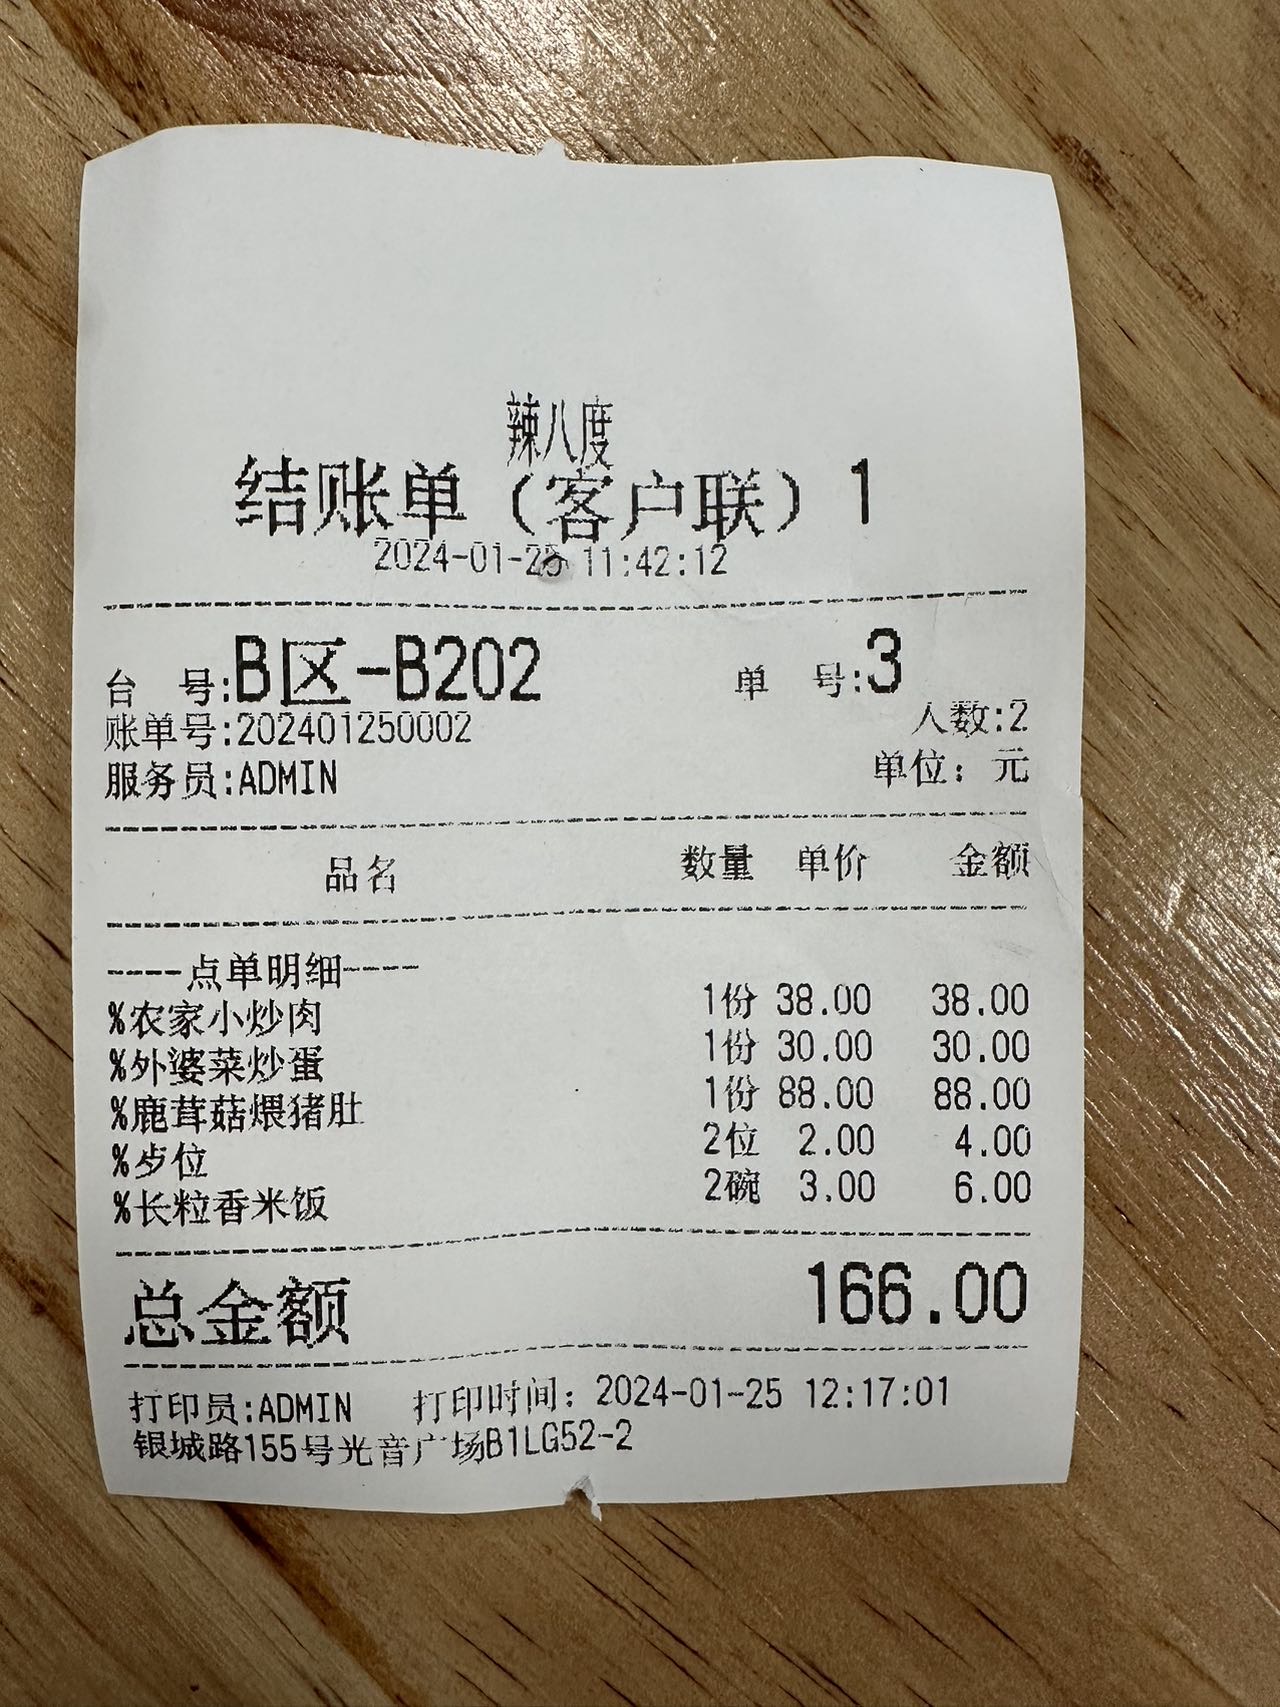 辣八度
结账单（客户联）1
2024-01-25 11:42:12
台 号:B区-B202 单 号:3
账单号:202401250002 人数:2
服务员:ADMIN 单位：元
品名 数量 单价 金额
----点单明细----
%农家小炒肉 1份 38.00 38.00
%外婆菜炒蛋 1份 30.00 30.00
%鹿茸菇煨猪肚 1份 88.00 88.00
%歺位 2位 2.00 4.00
%长粒香米饭 2碗 3.00 6.00
总金额 166.00
打印员:ADMIN 打印时间：2024-01-25 12:17:01
银城路155号光音广场B1LG52-2